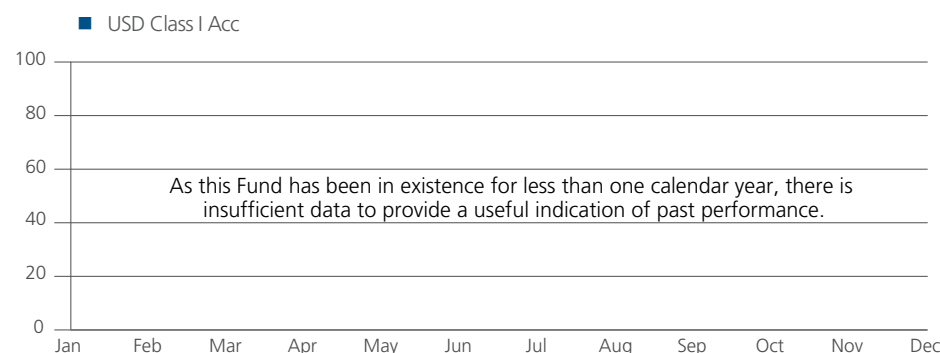 USD Class I Acc
100
80
60
As this Fund has been in existence for less than one calendar year, there is
insufficient data to provide a useful indication of past performance.
40
20
0
Jan Feb Mar Apr May Jun Jul Aug Sep Oct Nov Dec